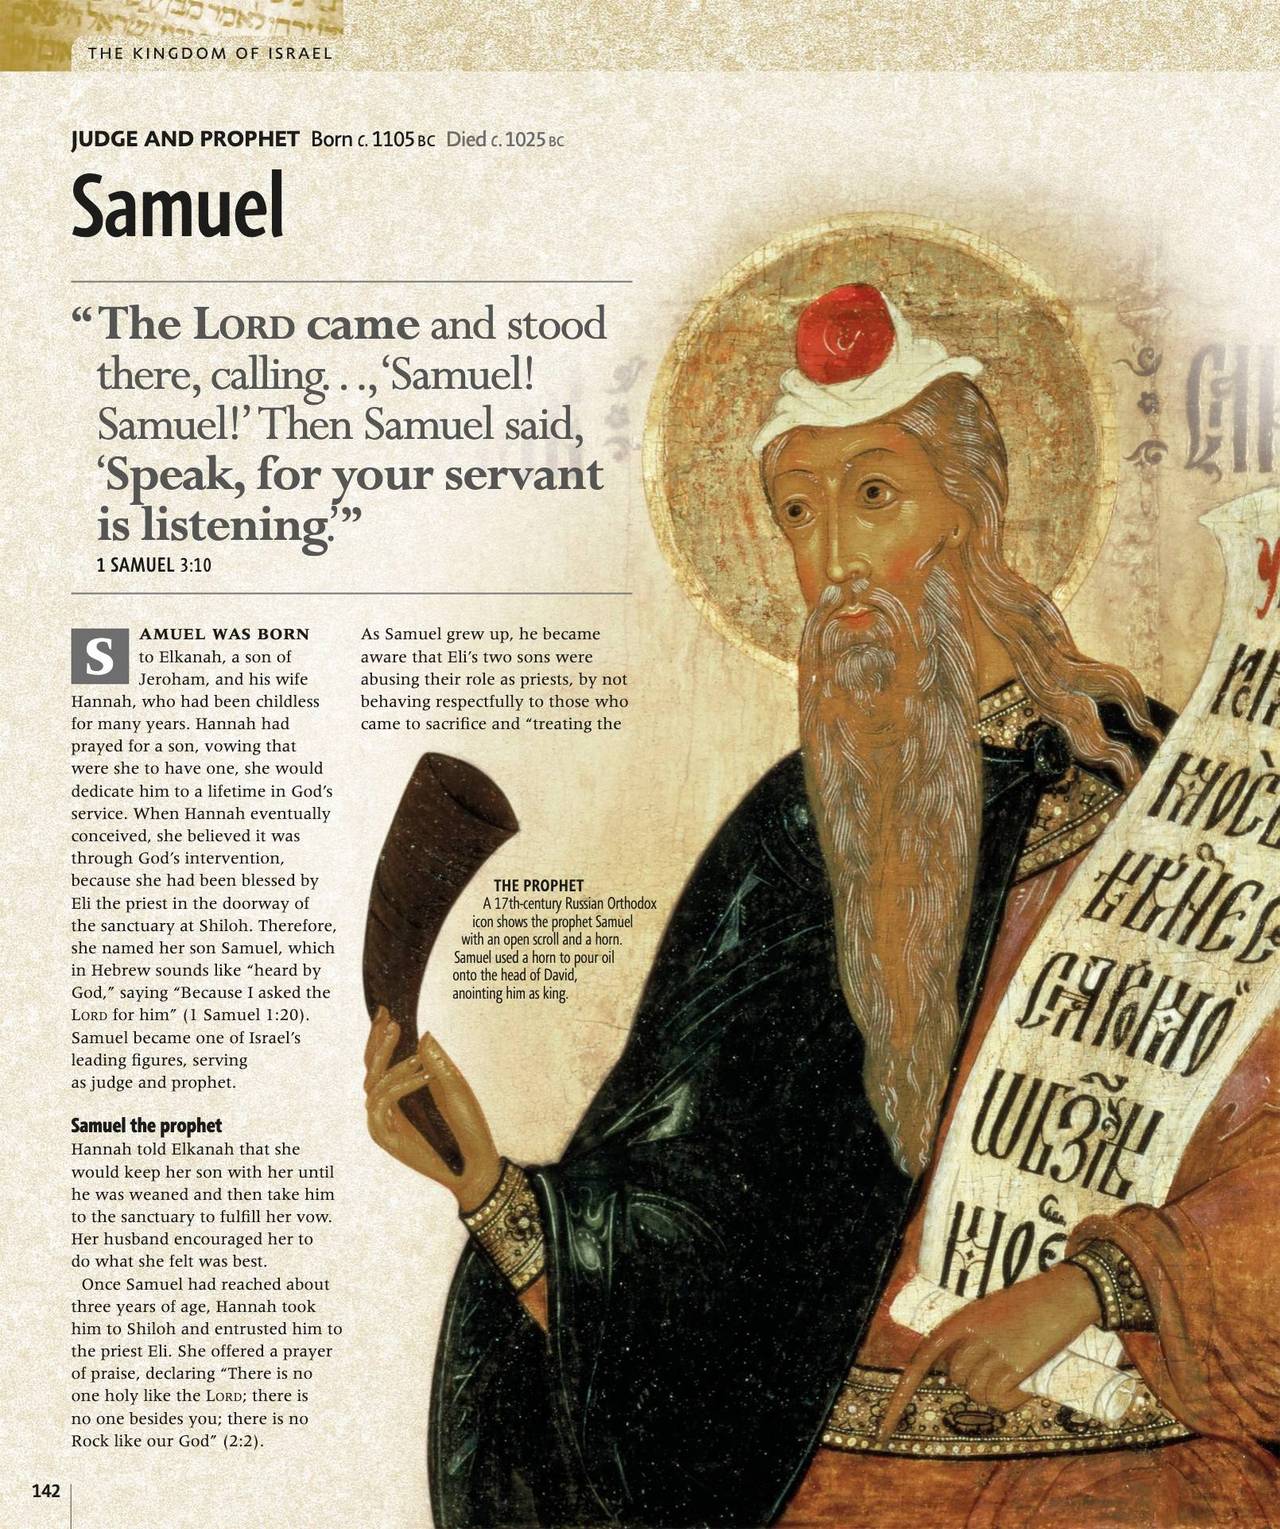 THE KINGDOM OF ISRAEL
JUDGE AND PROPHET Born c. 1105 BC Died c. 1025 BC
Samuel
“The LORD came and stood
there, calling. . ., ‘Samuel!
Samuel!’ Then Samuel said,
‘Speak, for your servant
is listening.’”
1 SAMUEL 3:10
SAMUEL WAS BORN
to Elkanah, a son of
Jeroham, and his wife
Hannah, who had been childless
for many years. Hannah had
prayed for a son, vowing that
were she to have one, she would
dedicate him to a lifetime in God’s
service. When Hannah eventually
conceived, she believed it was
through God’s intervention,
because she had been blessed by
Eli the priest in the doorway of
the sanctuary at Shiloh. Therefore,
she named her son Samuel, which
in Hebrew sounds like “heard by
God,” saying “Because I asked the
LORD for him” (1 Samuel 1:20).
Samuel became one of Israel’s
leading figures, serving
as judge and prophet.
Samuel the prophet
Hannah told Elkanah that she
would keep her son with her until
he was weaned and then take him
to the sanctuary to fulfill her vow.
Her husband encouraged her to
do what she felt was best.
Once Samuel had reached about
three years of age, Hannah took
him to Shiloh and entrusted him to
the priest Eli. She offered a prayer
of praise, declaring “There is no
one holy like the LORD; there is
no one besides you; there is no
Rock like our God” (2:2).
As Samuel grew up, he became
aware that Eli’s two sons were
abusing their role as priests, by not
behaving respectfully to those who
came to sacrifice and “treating the
THE PROPHET
A 17th-century Russian Orthodox
icon shows the prophet Samuel
with an open scroll and a horn.
Samuel used a horn to pour oil
onto the head of David,
anointing him as king.
142